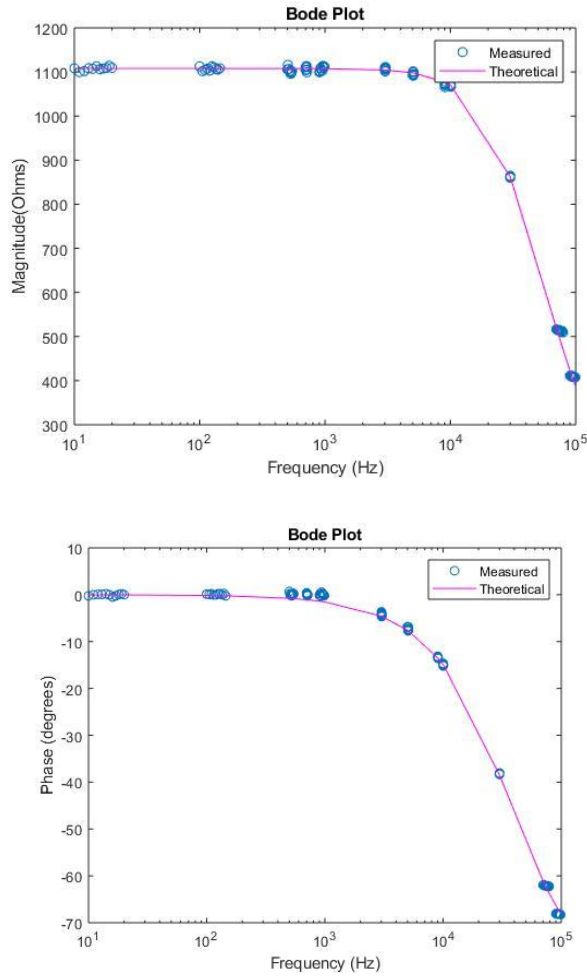 Bode Plot
1200
1100
1000
900
800
700
600
500
400
300
Magnitude(Ohms)
Measured
Theoretical
10^1
10^2
10^3
10^4
10^5
Frequency (Hz)
Bode Plot
10
0
-10
-20
-30
-40
-50
-60
-70
Phase (degrees)
Measured
Theoretical
10^1
10^2
10^3
10^4
10^5
Frequency (Hz)